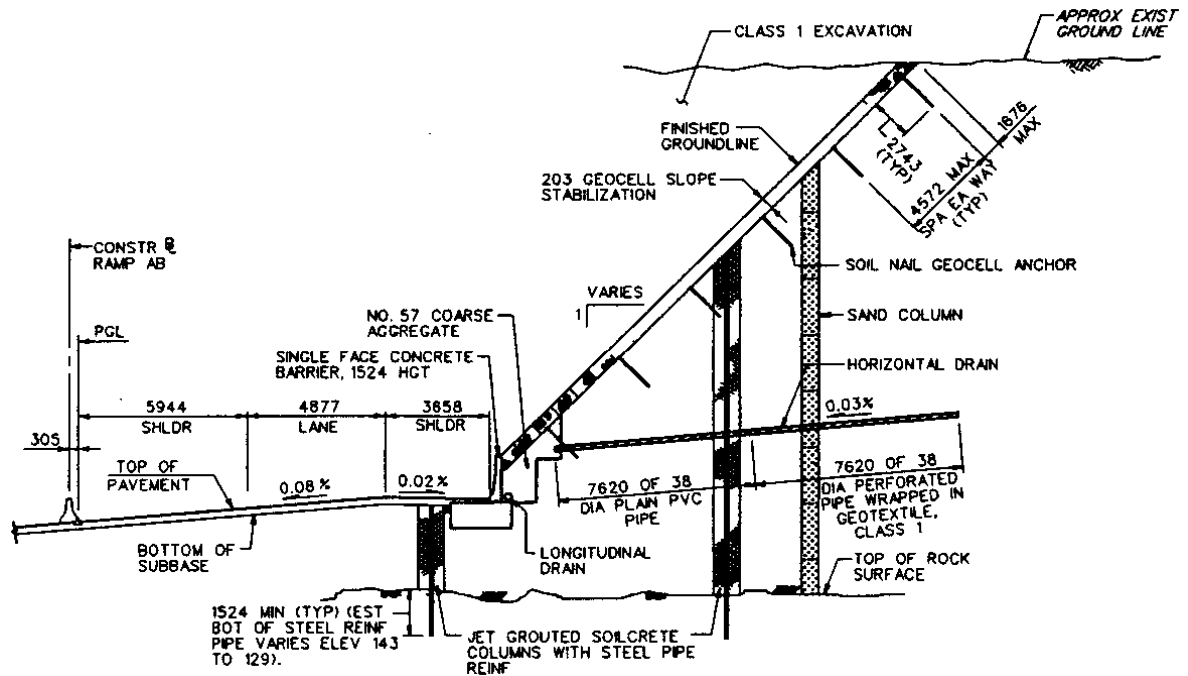 APPROX EXIST
GROUND LINE
CLASS 1 EXCAVATION
FINISHED
GROUNDLINE
1676
MAX
2743
(TYP)
4572 MAX
SPA EA WAY
(TYP)
203 GEOCELL SLOPE
STABILIZATION
CONSTR ⅊
RAMP AB
SOIL NAIL GEOCELL ANCHOR
VARIES
1
NO. 57 COARSE
AGGREGATE
SAND COLUMN
PGL
SINGLE FACE CONCRETE
BARRIER, 1524 HGT
HORIZONTAL DRAIN
5944
SHLDR
4877
LANE
3658
SHLDR
0.03%
305
TOP OF
PAVEMENT
0.08 %
0.02%
7620 OF 38
DIA PLAIN PVC
PIPE
7620 OF 38
DIA PERFORATED
PIPE WRAPPED IN
GEOTEXTILE,
CLASS 1
BOTTOM OF
SUBBASE
LONGITUDINAL
DRAIN
TOP OF ROCK
SURFACE
1524 MIN (TYP) (EST
BOT OF STEEL REINF
PIPE VARIES ELEV 143
TO 129).
JET GROUTED SOILCRETE
COLUMNS WITH STEEL PIPE
REINF